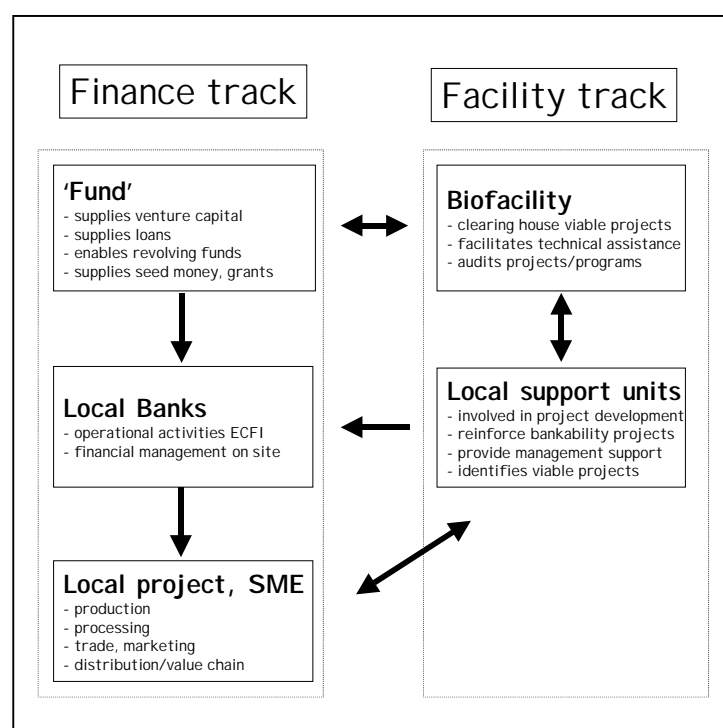 Finance track
Facility track
‘Fund’
- supplies venture capital
- supplies loans
- enables revolving funds
- supplies seed money, grants
Biofacility
- clearing house viable projects
- facilitates technical assistance
- audits projects/programs
Local Banks
- operational activities ECFI
- financial management on site
Local support units
- involved in project development
- reinforce bankability projects
- provide management support
- identifies viable projects
Local project, SME
- production
- processing
- trade, marketing
- distribution/value chain